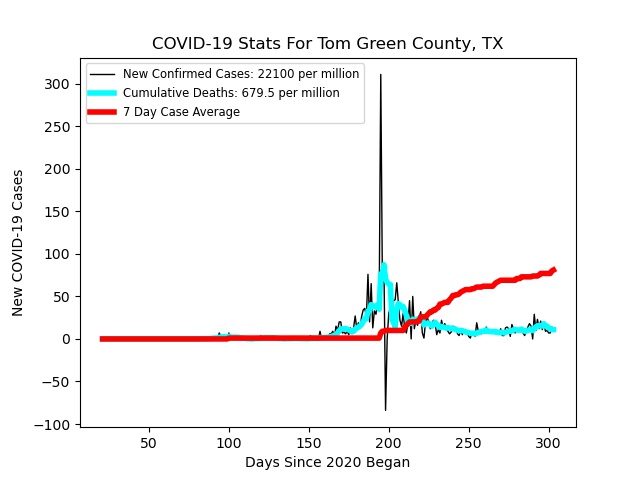 COVID-19 Stats For Tom Green County, TX
New Confirmed Cases: 22100 per million
Cumulative Deaths: 679.5 per million
7 Day Case Average
New COVID-19 Cases
300
250
200
150
100
50
0
−50
−100
50 100 150 200 250 300
Days Since 2020 Began